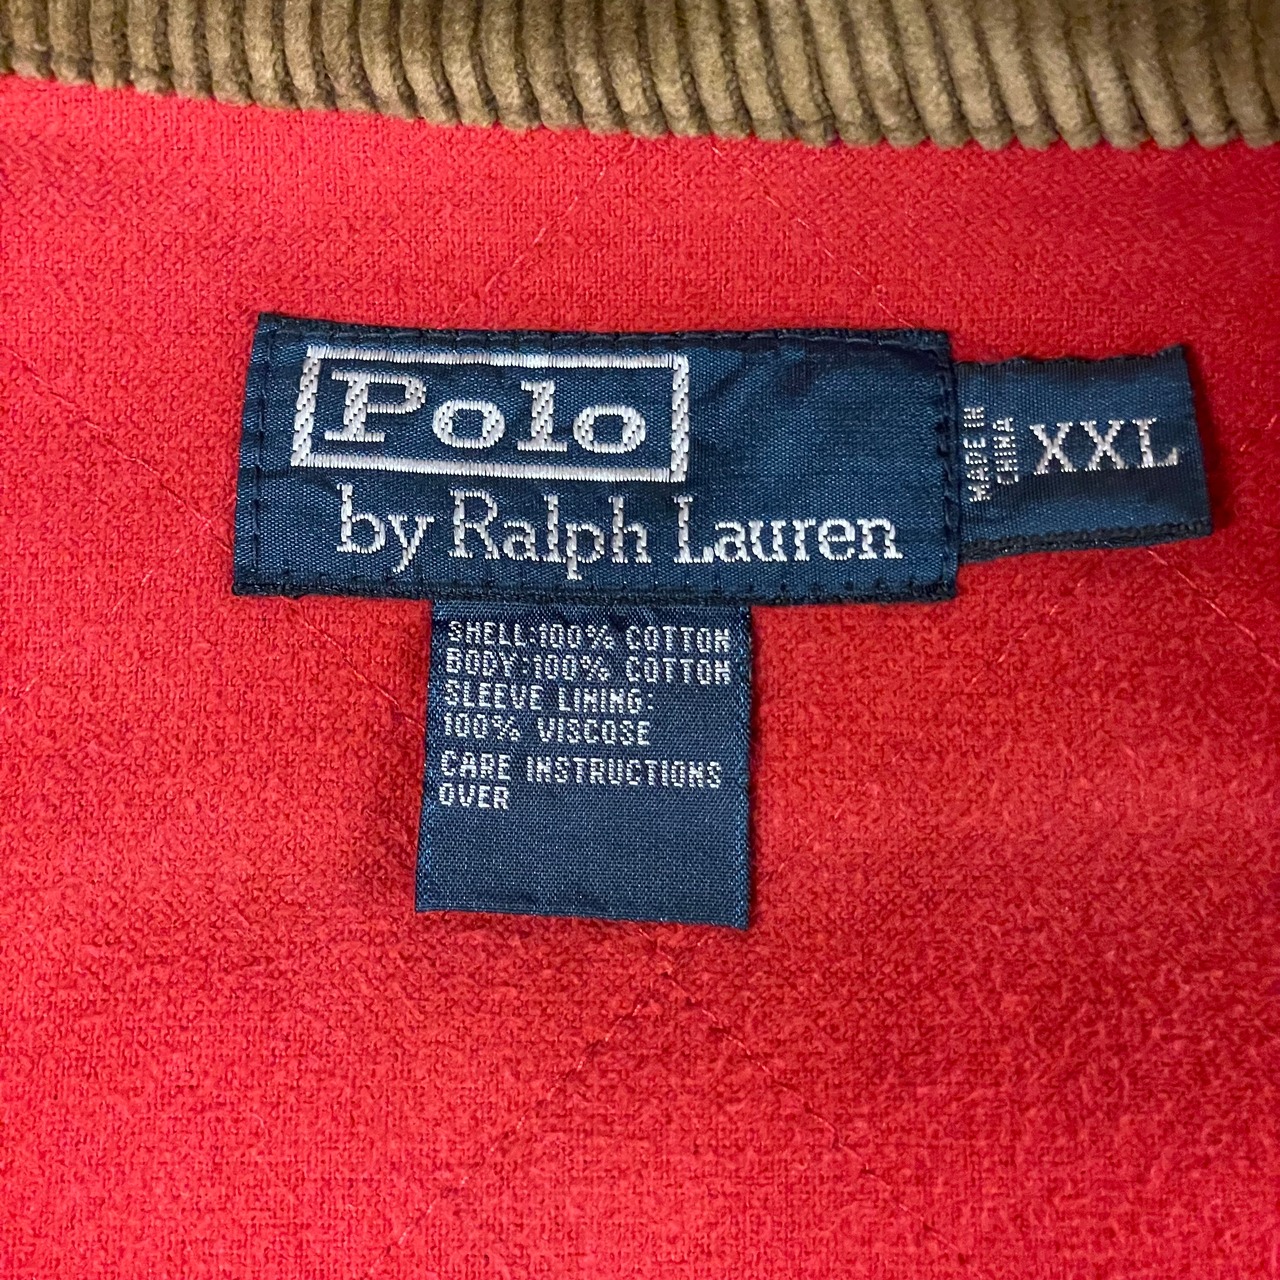 Polo
by Ralph Lauren
MADE IN
CHINA
XXL
SHELL:100% COTTON
BODY:100% COTTON
SLEEVE LINING:
100% VISCOSE
CARE INSTRUCTIONS
OVER